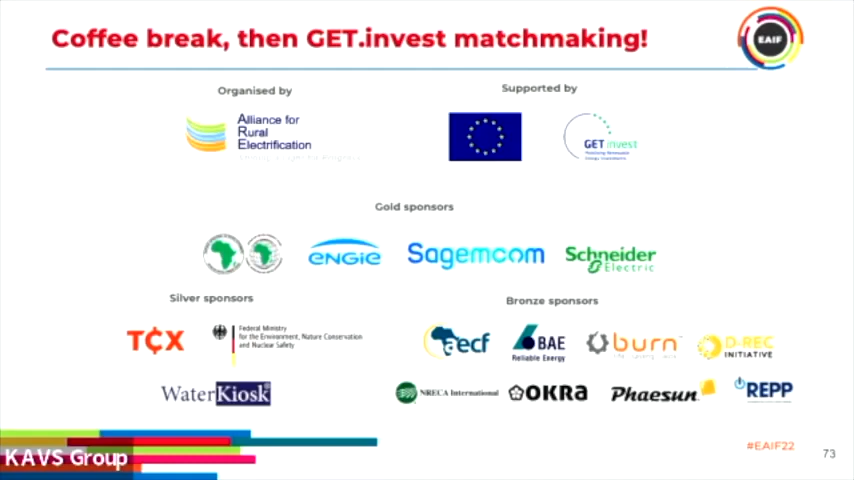 Coffee break, then GET.invest matchmaking!
EAIF
Organised by
Supported by
Alliance for
Rural
Electrification
GET.invest
Gold sponsors
ENGIE
Sagemcom
Schneider
Electric
Silver sponsors
Bronze sponsors
T¢X
Federal Ministry
for the Environment, Nature Conservation
and Nuclear Safety
aecf
BAE
Reliable Energy
burn
D-REC
INITIATIVE
WaterKiosk
NRECA International
OKRA
Phaesun
REPP
#EAIF22
73
KAVS Group